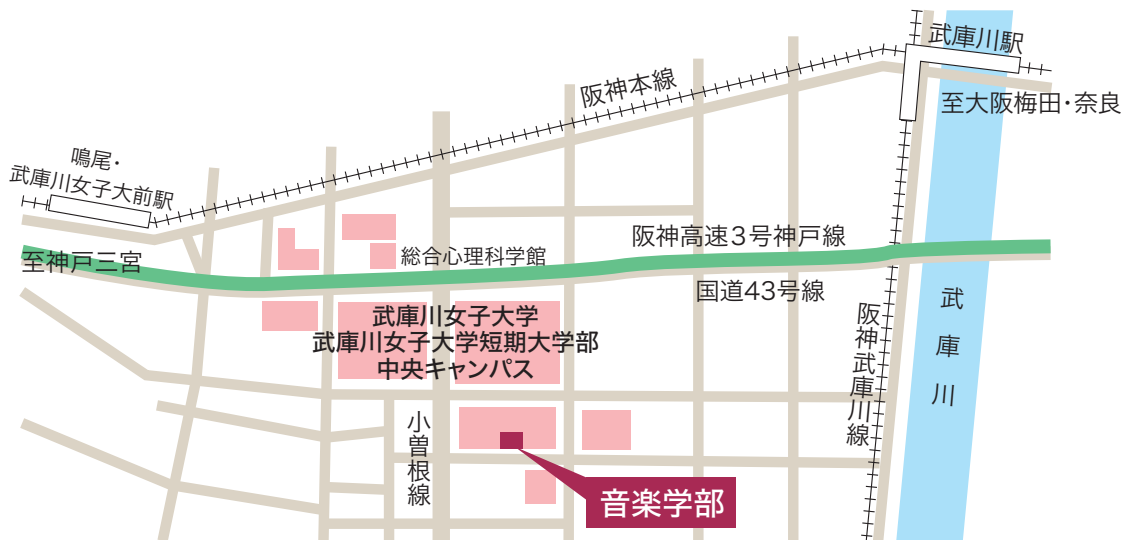 武庫川駅
阪神本線
至大阪梅田・奈良
鳴尾・
武庫川女子大前駅
阪神高速3号神戸線
総合心理科学館
至神戸三宮
国道43号線
武庫川
阪神武庫川線
武庫川女子大学
武庫川女子大学短期大学部
中央キャンパス
小曽根線
音楽学部